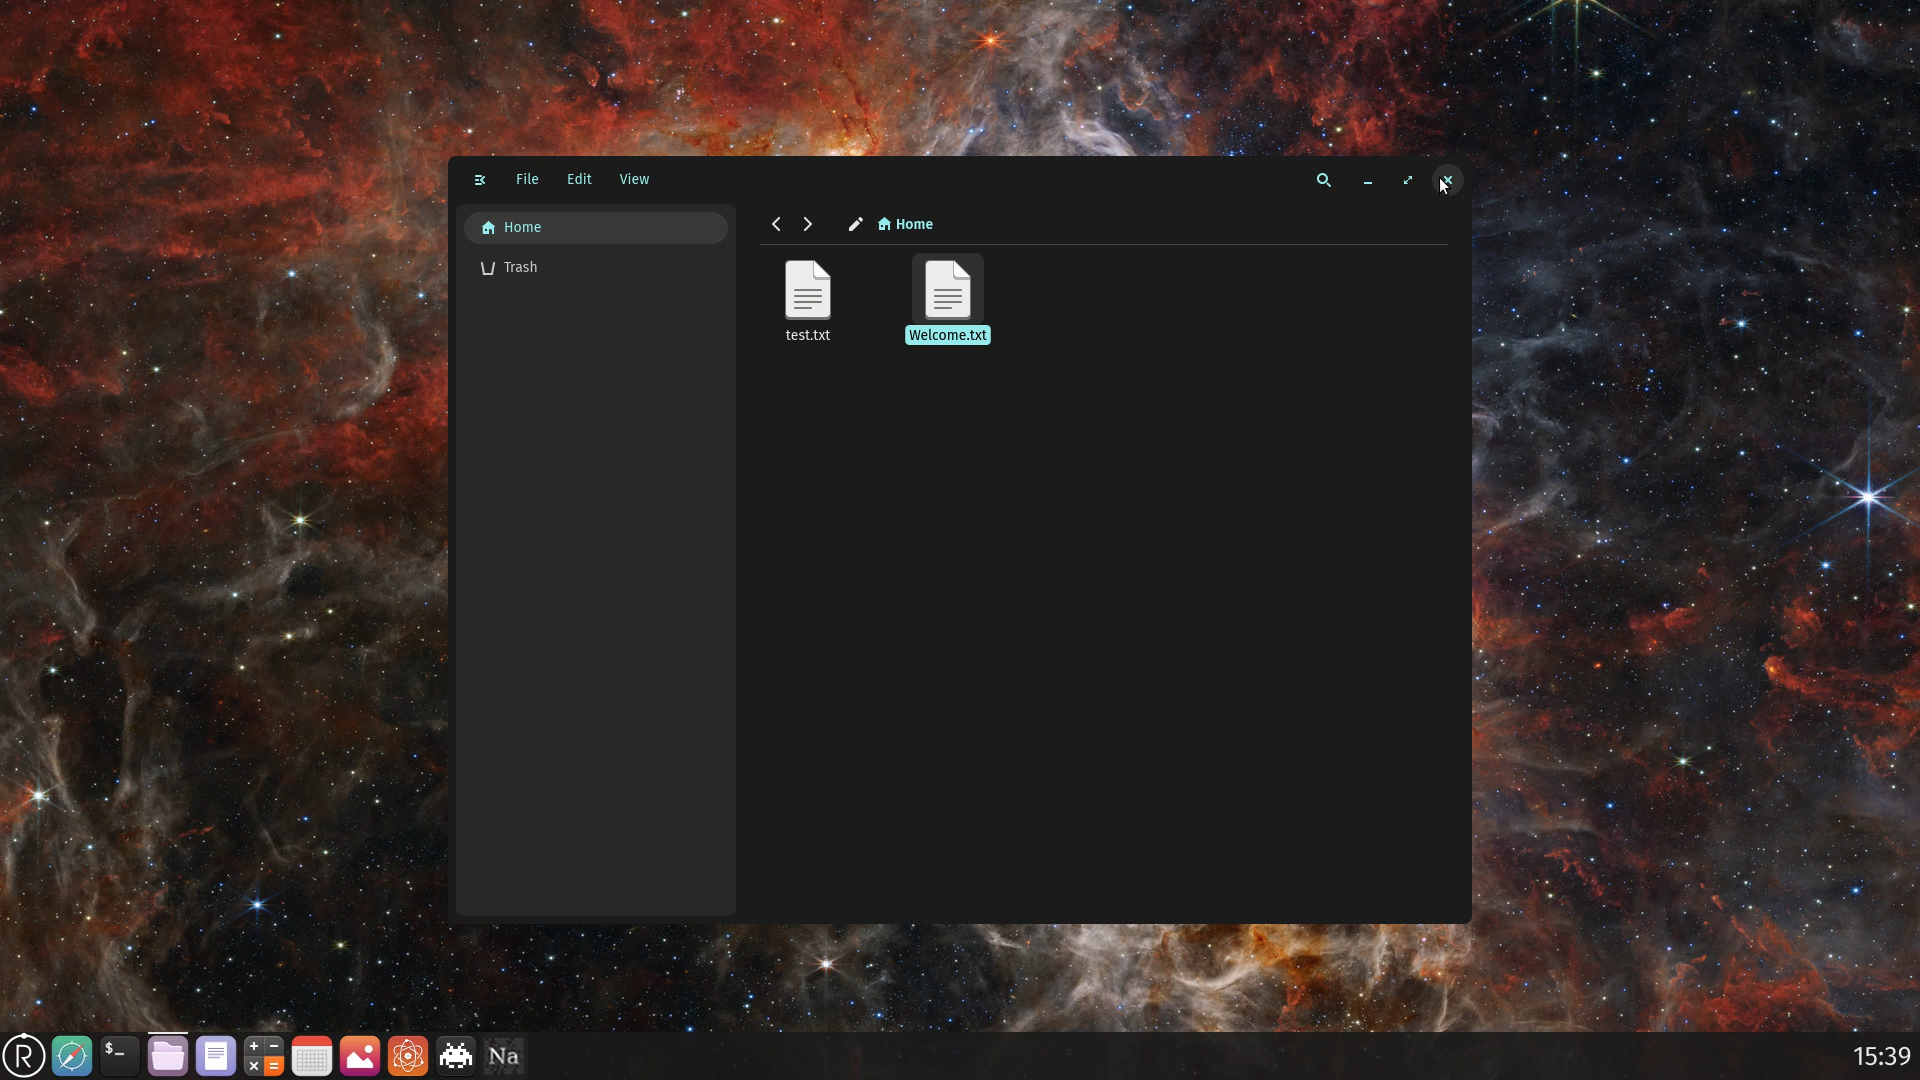 File Edit View
Home
Trash
Home
test.txt Welcome.txt
R $_ Na 15:39